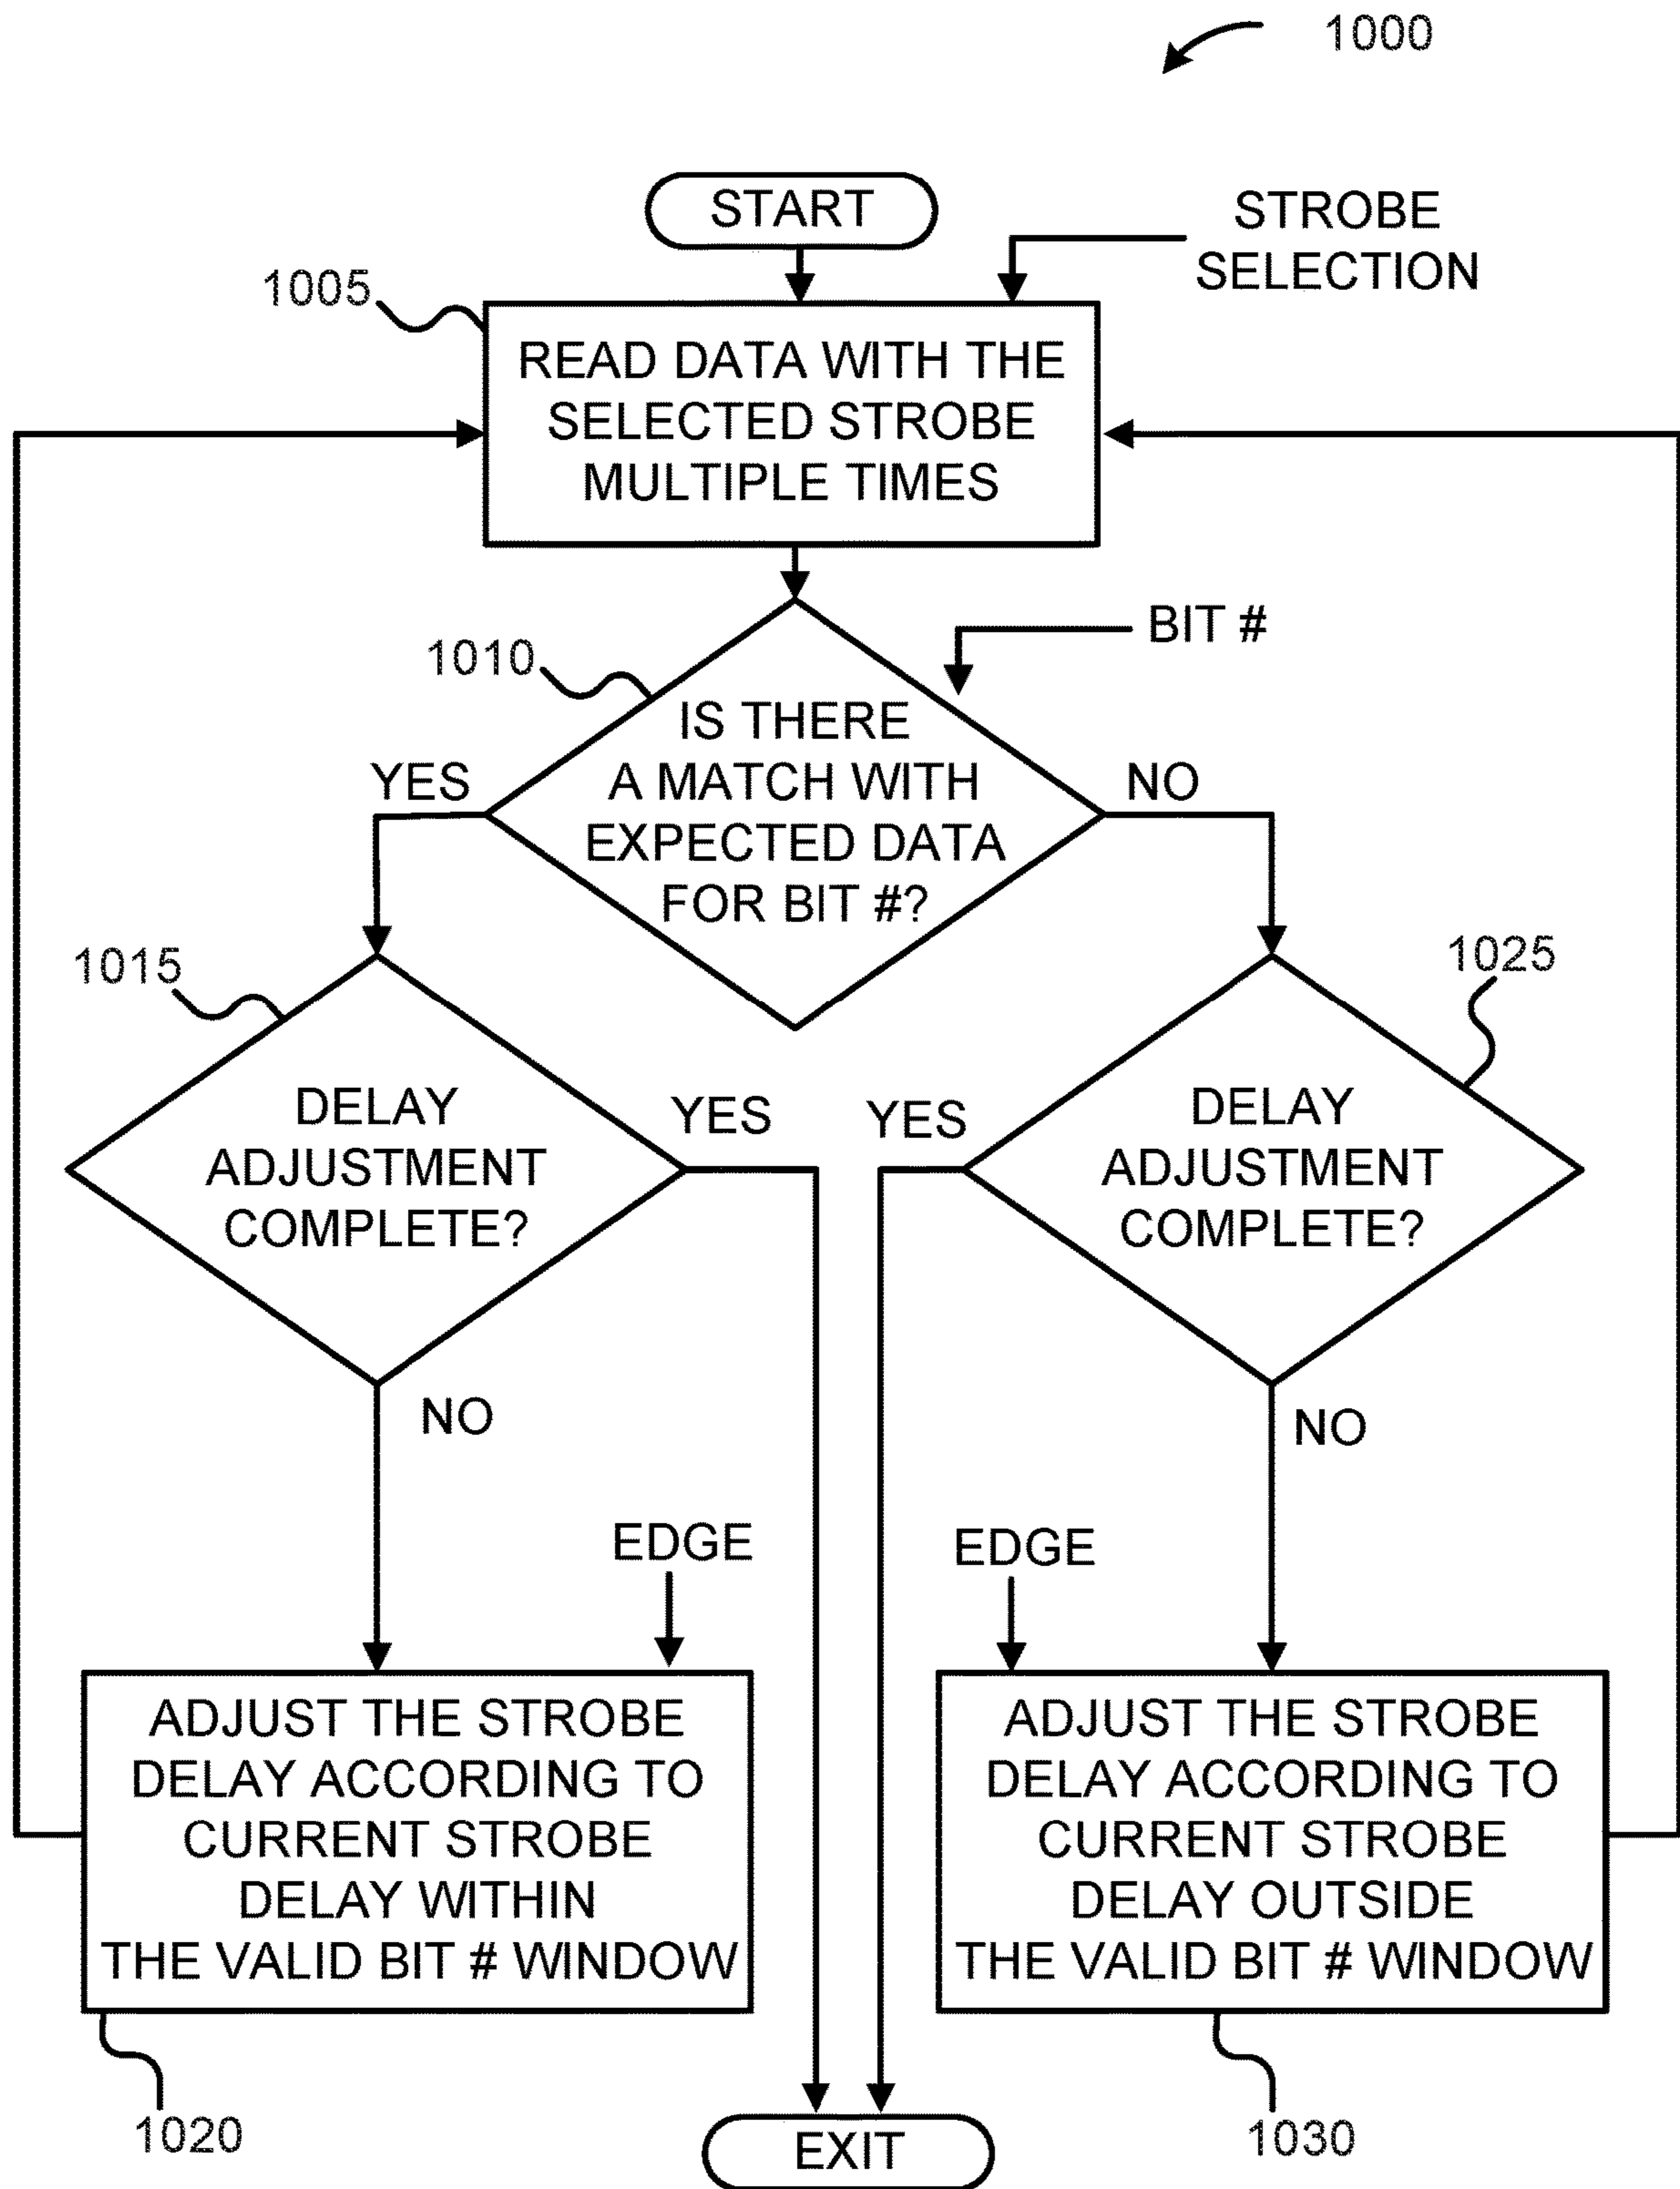 1000
START
STROBE
SELECTION
1005
READ DATA WITH THE
SELECTED STROBE
MULTIPLE TIMES
BIT #
1010
IS THERE
A MATCH WITH
EXPECTED DATA
FOR BIT #?
YES
NO
1015
1025
DELAY
ADJUSTMENT
COMPLETE?
YES
YES
DELAY
ADJUSTMENT
COMPLETE?
NO
NO
EDGE
EDGE
ADJUST THE STROBE
DELAY ACCORDING TO
CURRENT STROBE
DELAY WITHIN
THE VALID BIT # WINDOW
ADJUST THE STROBE
DELAY ACCORDING TO
CURRENT STROBE
DELAY OUTSIDE
THE VALID BIT # WINDOW
1020
1030
EXIT